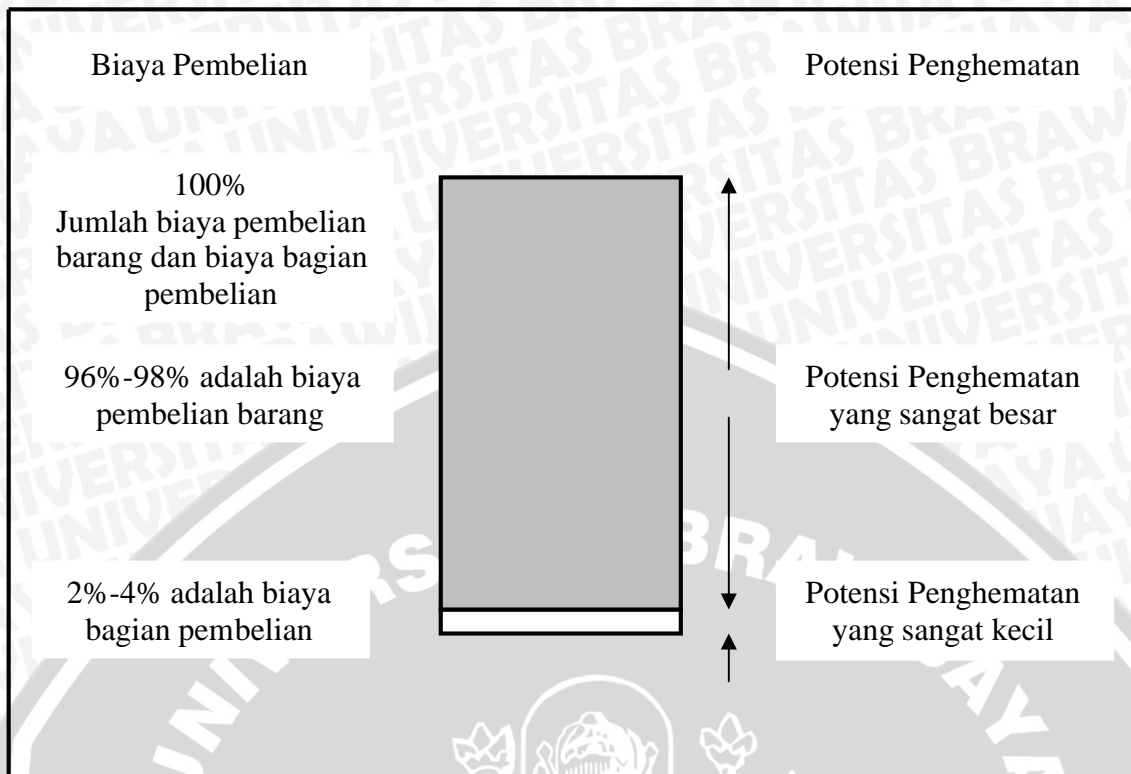 Biaya Pembelian
Potensi Penghematan
100%
Jumlah biaya pembelian
barang dan biaya bagian
pembelian
96%-98% adalah biaya
pembelian barang
Potensi Penghematan
yang sangat besar
2%-4% adalah biaya
bagian pembelian
Potensi Penghematan
yang sangat kecil